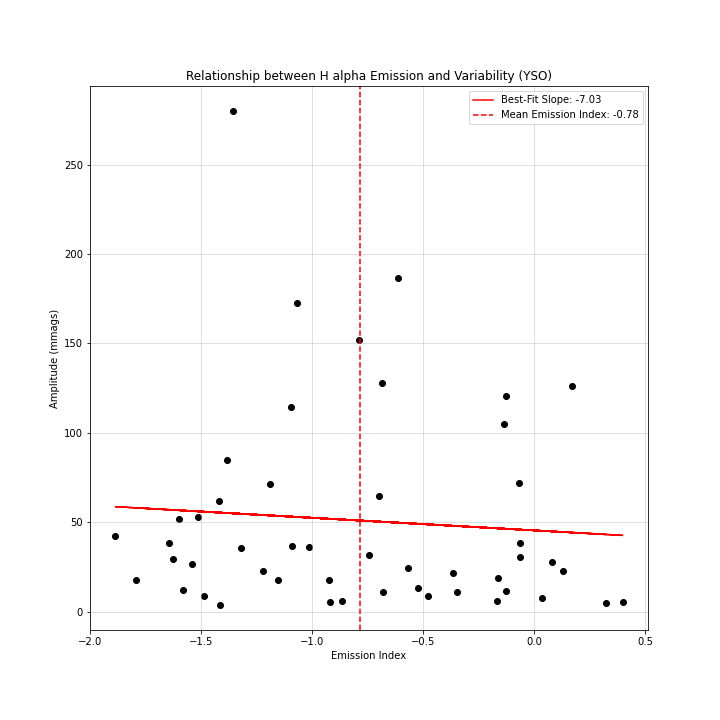 Relationship between H alpha Emission and Variability (YSO)
Best-Fit Slope: -7.03
Mean Emission Index: -0.78
250
200
150
100
50
0
Amplitude (mmags)
−2.0 −1.5 −1.0 −0.5 0.0 0.5
Emission Index